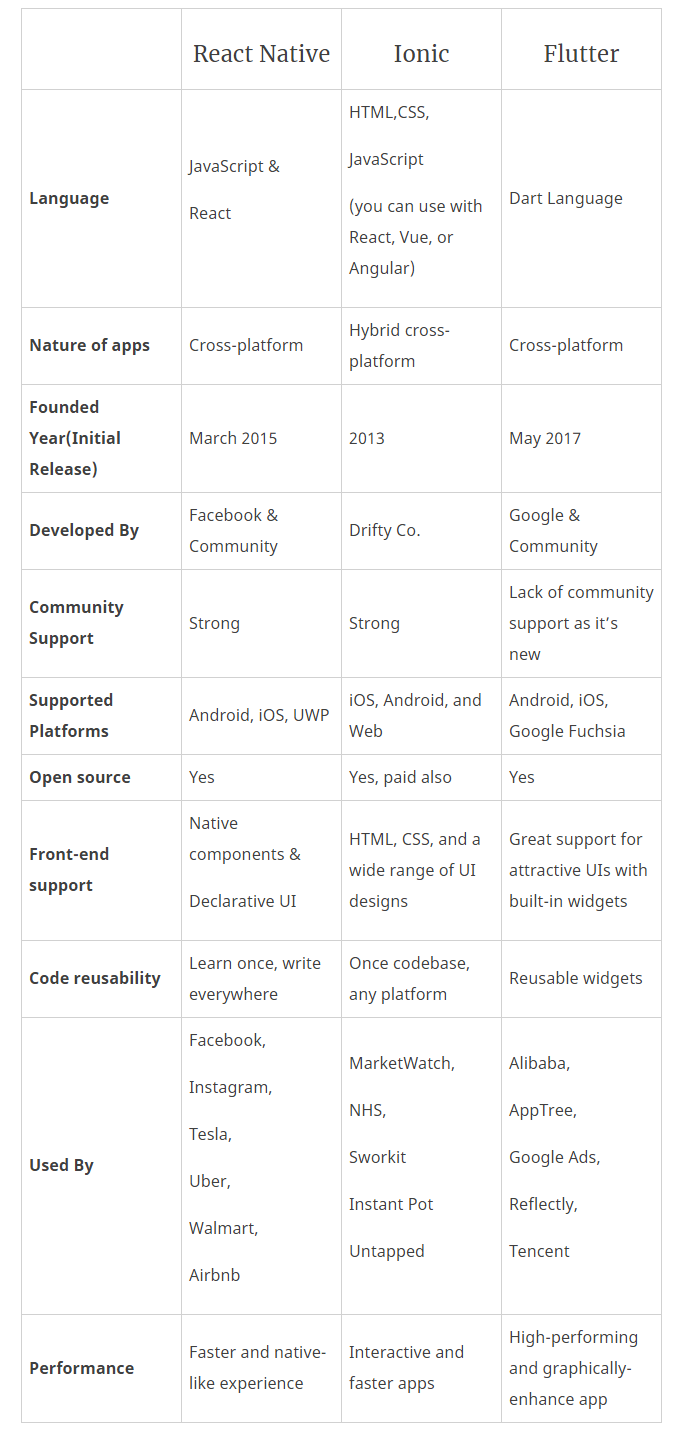 React Native
Ionic
Flutter
Language
JavaScript &
React
HTML,CSS,
JavaScript
(you can use with
React, Vue, or
Angular)
Dart Language
Nature of apps
Cross-platform
Hybrid cross-
platform
Cross-platform
Founded
Year(Initial
Release)
March 2015
2013
May 2017
Developed By
Facebook &
Community
Drifty Co.
Google &
Community
Community
Support
Strong
Strong
Lack of community
support as it’s
new
Supported
Platforms
Android, iOS, UWP
iOS, Android, and
Web
Android, iOS,
Google Fuchsia
Open source
Yes
Yes, paid also
Yes
Front-end
support
Native
components &
Declarative UI
HTML, CSS, and a
wide range of UI
designs
Great support for
attractive UIs with
built-in widgets
Code reusability
Learn once, write
everywhere
Once codebase,
any platform
Reusable widgets
Used By
Facebook,
Instagram,
Tesla,
Uber,
Walmart,
Airbnb
MarketWatch,
NHS,
Sworkit
Instant Pot
Untapped
Alibaba,
AppTree,
Google Ads,
Reflectly,
Tencent
Performance
Faster and native-
like experience
Interactive and
faster apps
High-performing
and graphically-
enhance app